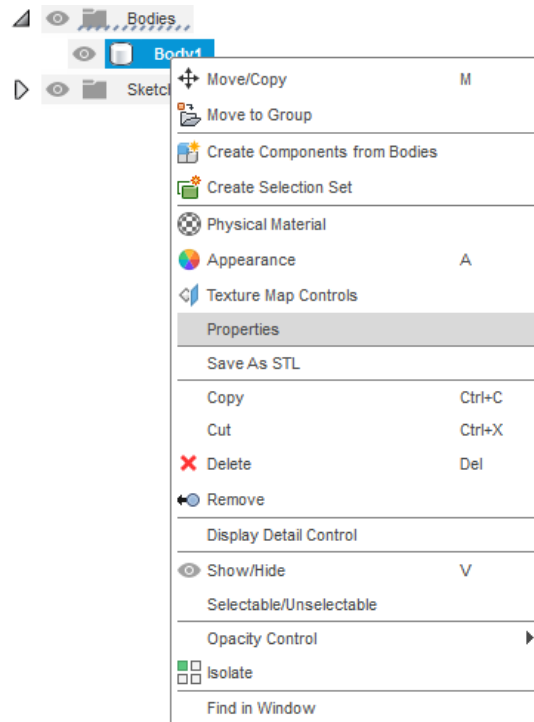 Bodies
Body1
Sketch
Move/Copy M
Move to Group
Create Components from Bodies
Create Selection Set
Physical Material
Appearance A
Texture Map Controls
Properties
Save As STL
Copy Ctrl+C
Cut Ctrl+X
Delete Del
Remove
Display Detail Control
Show/Hide V
Selectable/Unselectable
Opacity Control
Isolate
Find in Window